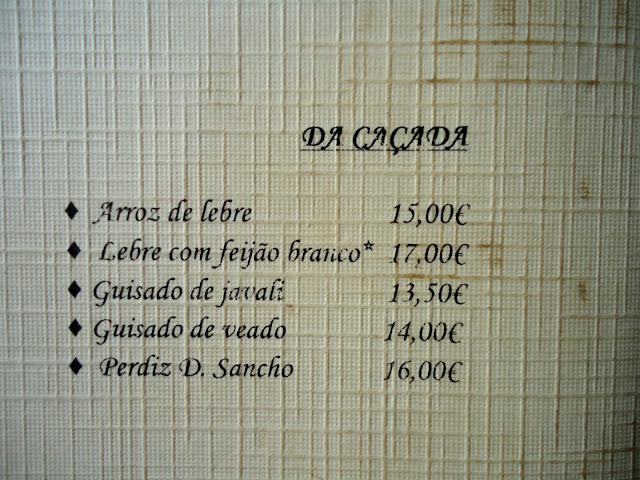 DA CAÇADA
♦ Arroz de lebre 15,00€
♦ Lebre com feijão branco* 17,00€
♦ Guisado de javali 13,50€
♦ Guisado de veado 14,00€
♦ Perdiz D. Sancho 16,00€